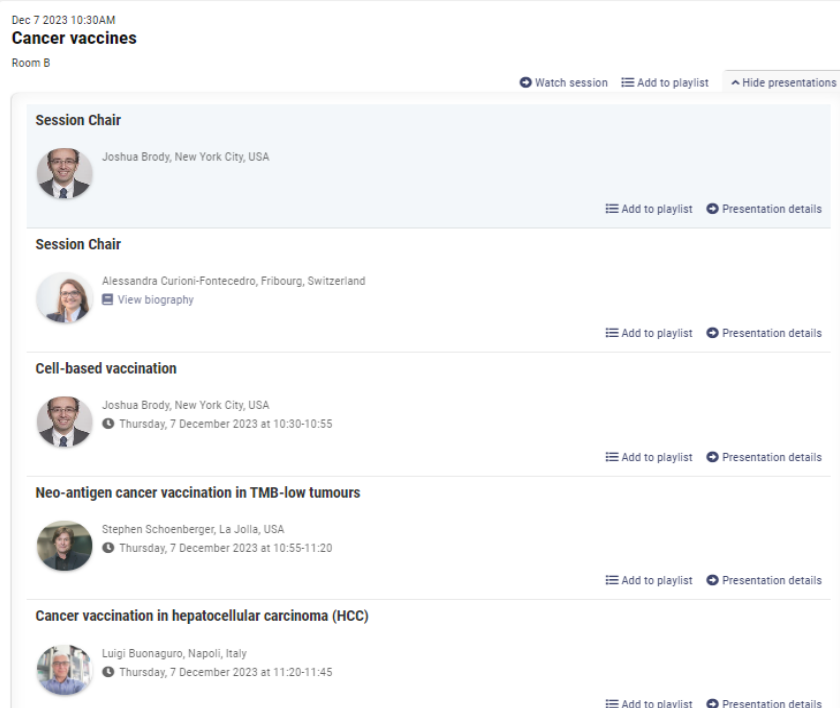 Dec 7 2023 10:30AM
Cancer vaccines
Room B
Watch session Add to playlist Hide presentations
Session Chair
Joshua Brody, New York City, USA
Add to playlist Presentation details
Session Chair
Alessandra Curioni-Fontecedro, Fribourg, Switzerland
View biography
Add to playlist Presentation details
Cell-based vaccination
Joshua Brody, New York City, USA
Thursday, 7 December 2023 at 10:30-10:55
Add to playlist Presentation details
Neo-antigen cancer vaccination in TMB-low tumours
Stephen Schoenberger, La Jolla, USA
Thursday, 7 December 2023 at 10:55-11:20
Add to playlist Presentation details
Cancer vaccination in hepatocellular carcinoma (HCC)
Luigi Buonaguro, Napoli, Italy
Thursday, 7 December 2023 at 11:20-11:45
Add to playlist Presentation details